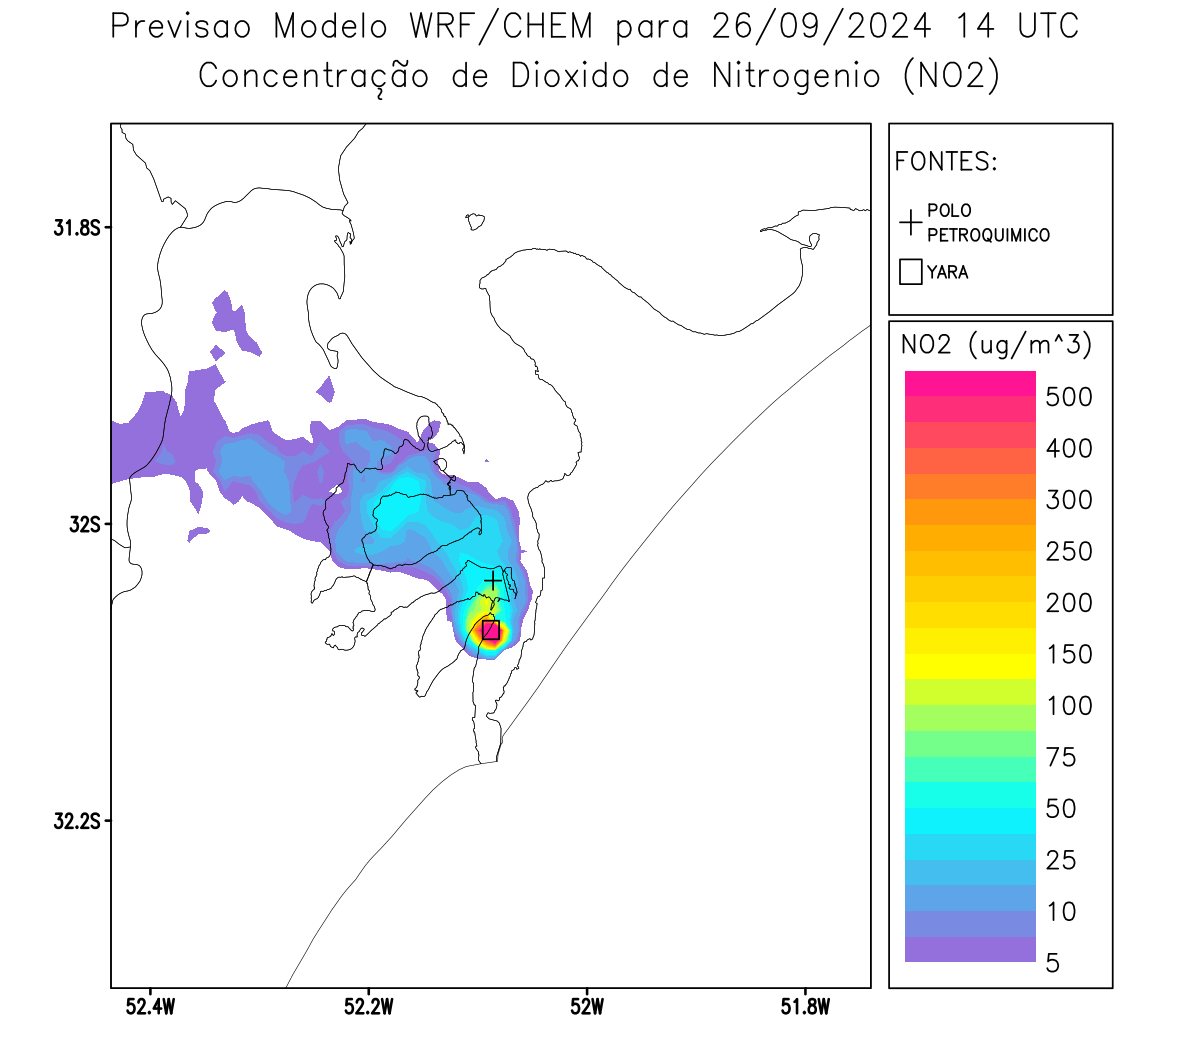 Previsao Modelo WRF/CHEM para 26/09/2024 14 UTC
Concentração de Dioxido de Nitrogenio (NO2)
FONTES:
POLO
PETROQUIMICO
YARA
NO2 (ug/m^3)
500
400
300
250
200
150
100
75
50
25
10
5
31.8S
32S
32.2S
52.4W
52.2W
52W
51.8W